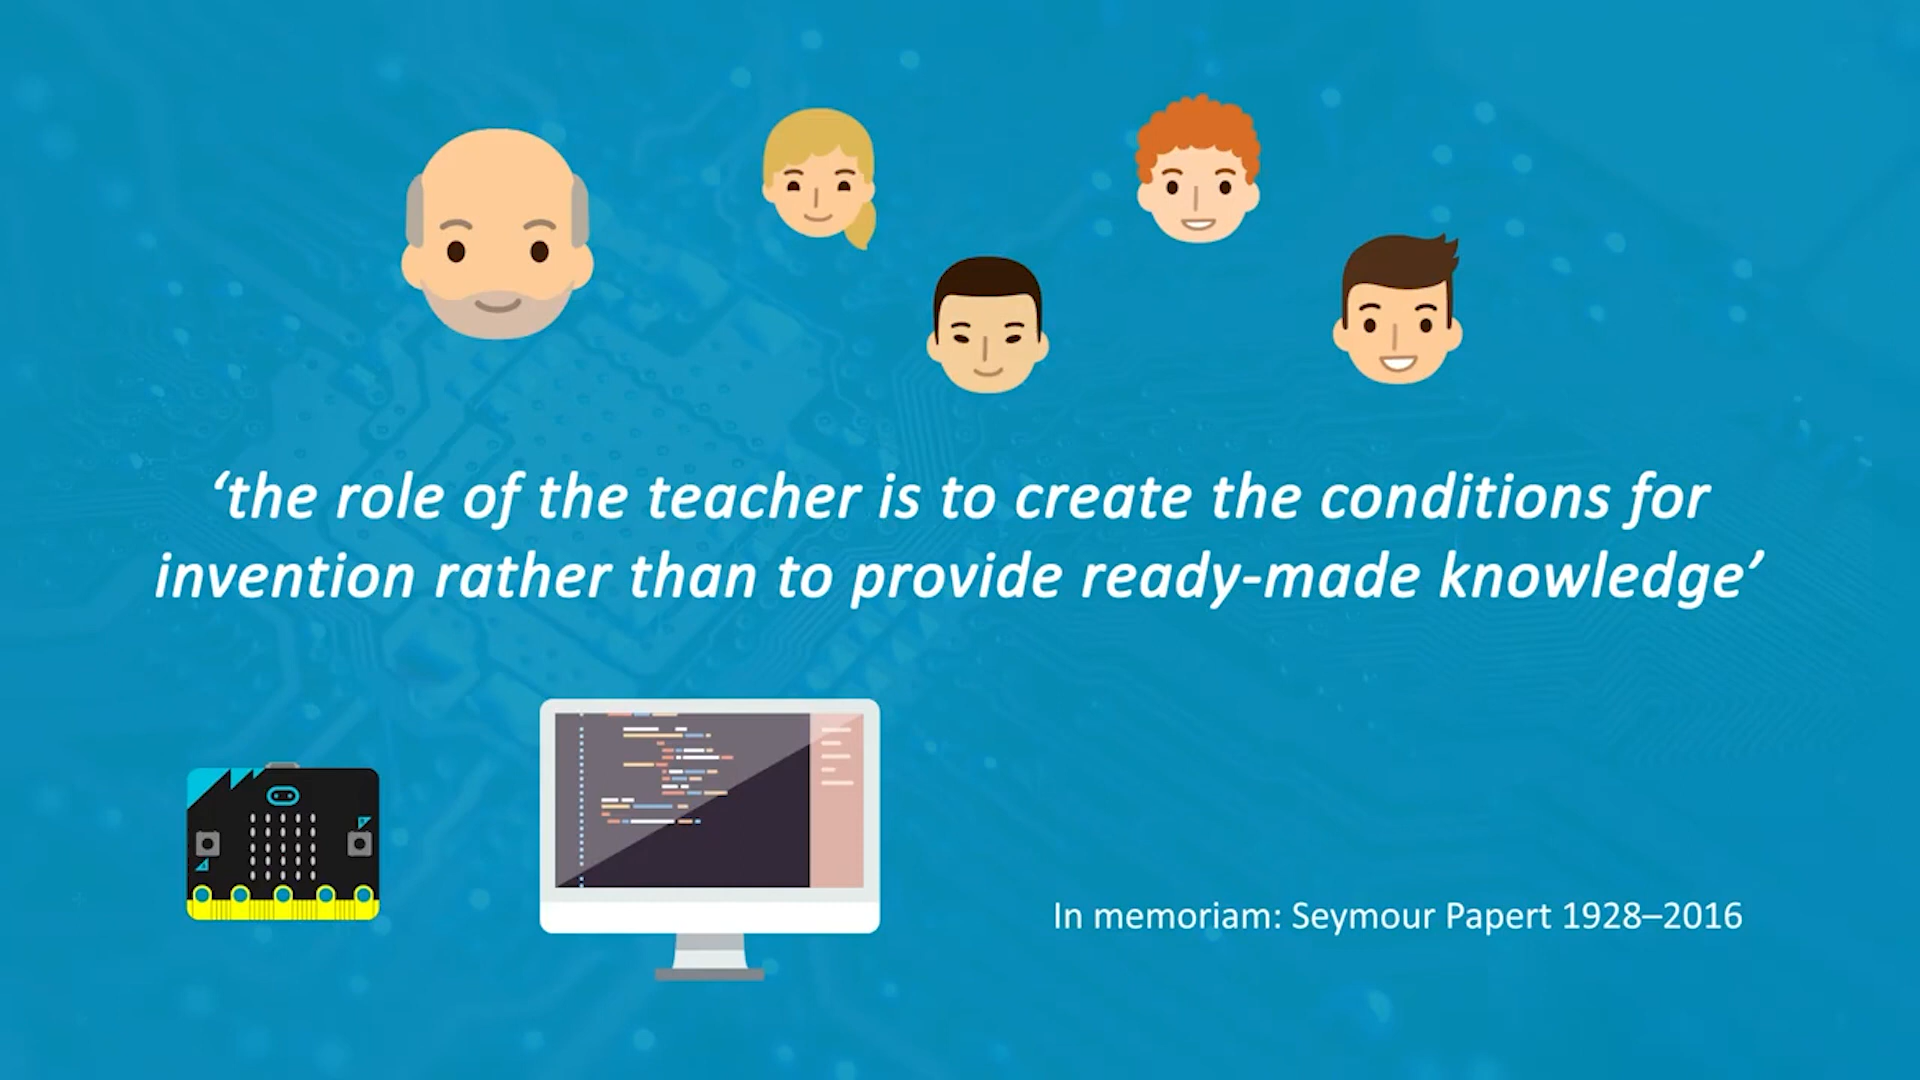 ‘the role of the teacher is to create the conditions for
invention rather than to provide ready-made knowledge’
In memoriam: Seymour Papert 1928–2016